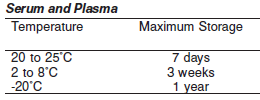 Serum and Plasma
Temperature Maximum Storage
20 to 25°C 7 days
2 to 8°C 3 weeks
-20°C 1 year